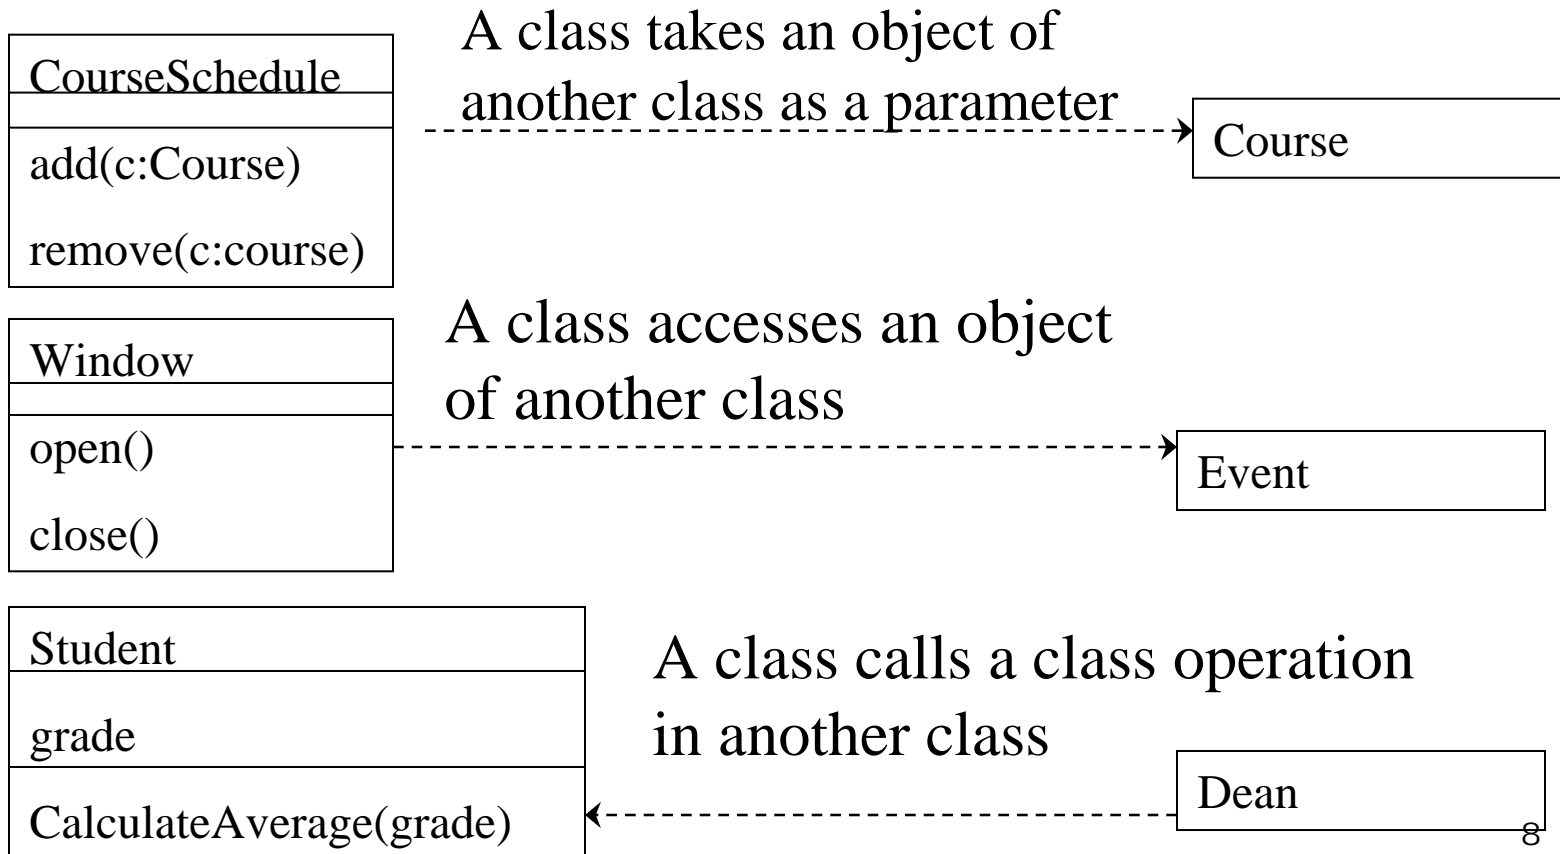 CourseSchedule
add(c:Course)
remove(c:course)
A class takes an object of
another class as a parameter
Course
Window
open()
close()
A class accesses an object
of another class
Event
Student
grade
CalculateAverage(grade)
A class calls a class operation
in another class
Dean
8